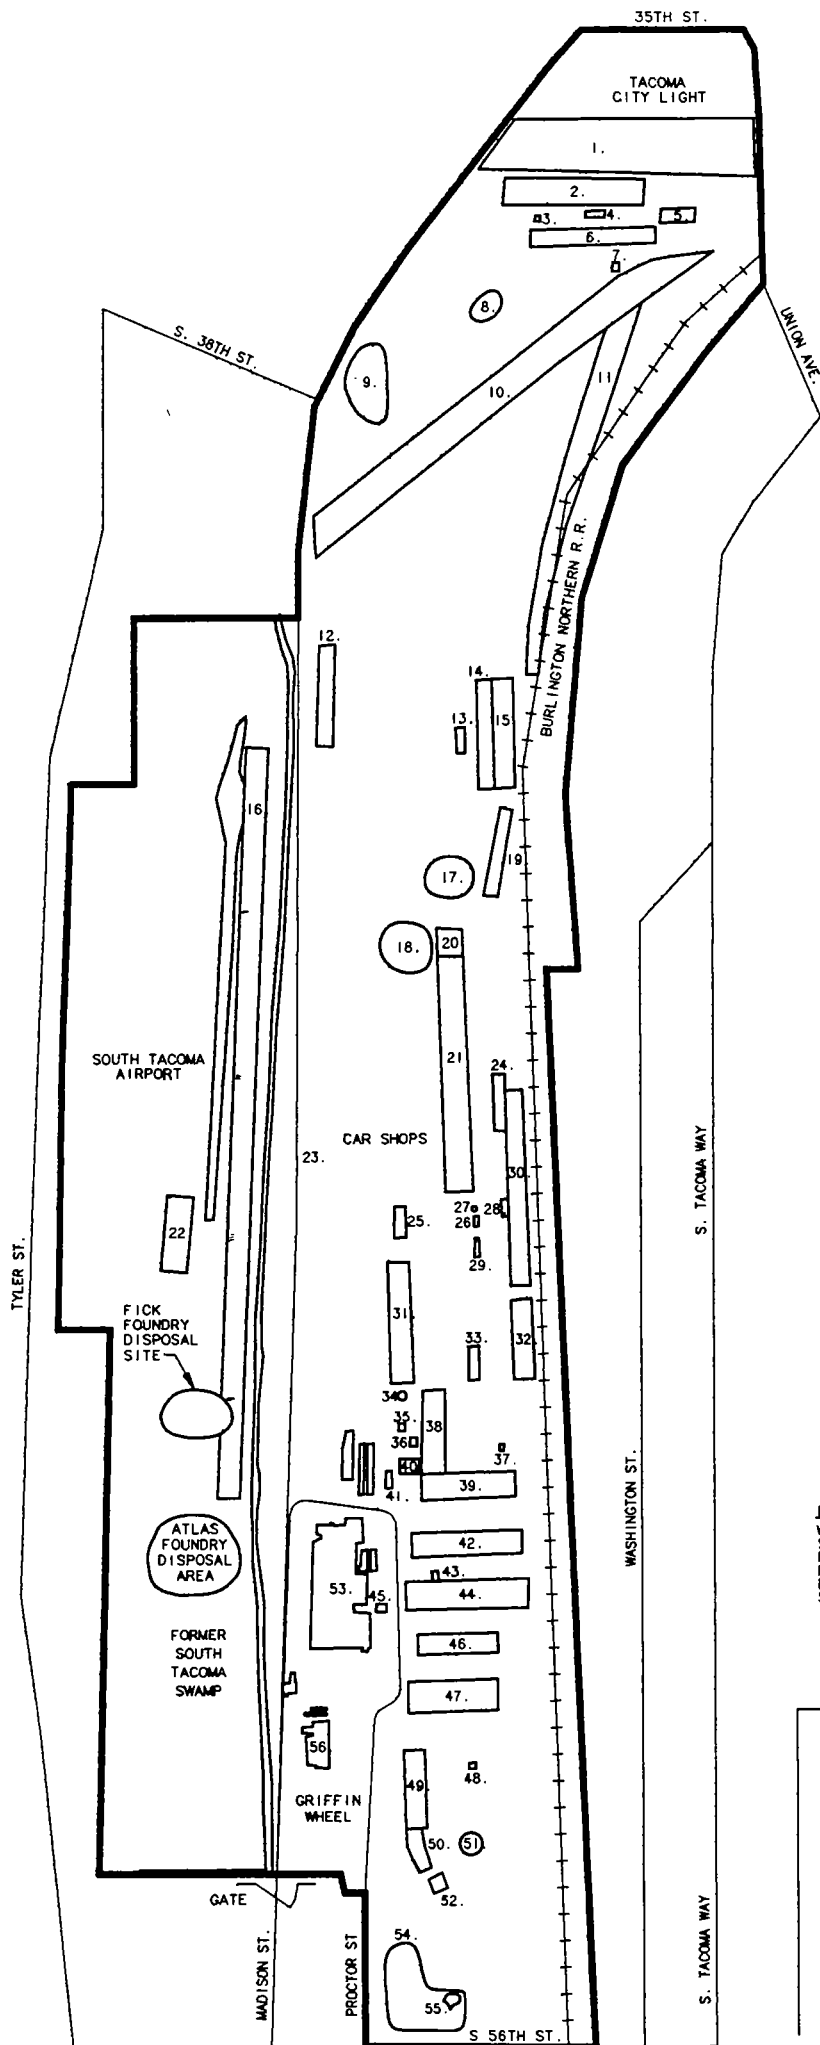 35TH ST.
TACOMA
CITY LIGHT
1.
2.
3.
4.
5.
6.
7.
8.
UNION AVE.
S. 38TH ST.
9.
10.
11
BURLINGTON NORTHERN R.R.
12.
14.
13.
15
16
19
17.
18.
20
21
SOUTH TACOMA
AIRPORT
24.
CAR SHOPS
23.
30
S. TACOMA WAY
27
28
26
25.
22
29.
TYLER ST.
FICK
FOUNDRY
DISPOSAL
SITE
31
33.
32
34
35.
38
36
37.
40
41.
39.
WASHINGTON ST.
ATLAS
FOUNDRY
DISPOSAL
AREA
42.
43.
53.
45.
44.
FORMER
SOUTH
TACOMA
SWAMP
46.
47.
56
48.
49
GRIFFIN
WHEEL
50.
51.
52.
GATE
MADISON ST.
PROCTOR ST
54.
55.
S. TACOMA WAY
S 56TH ST.